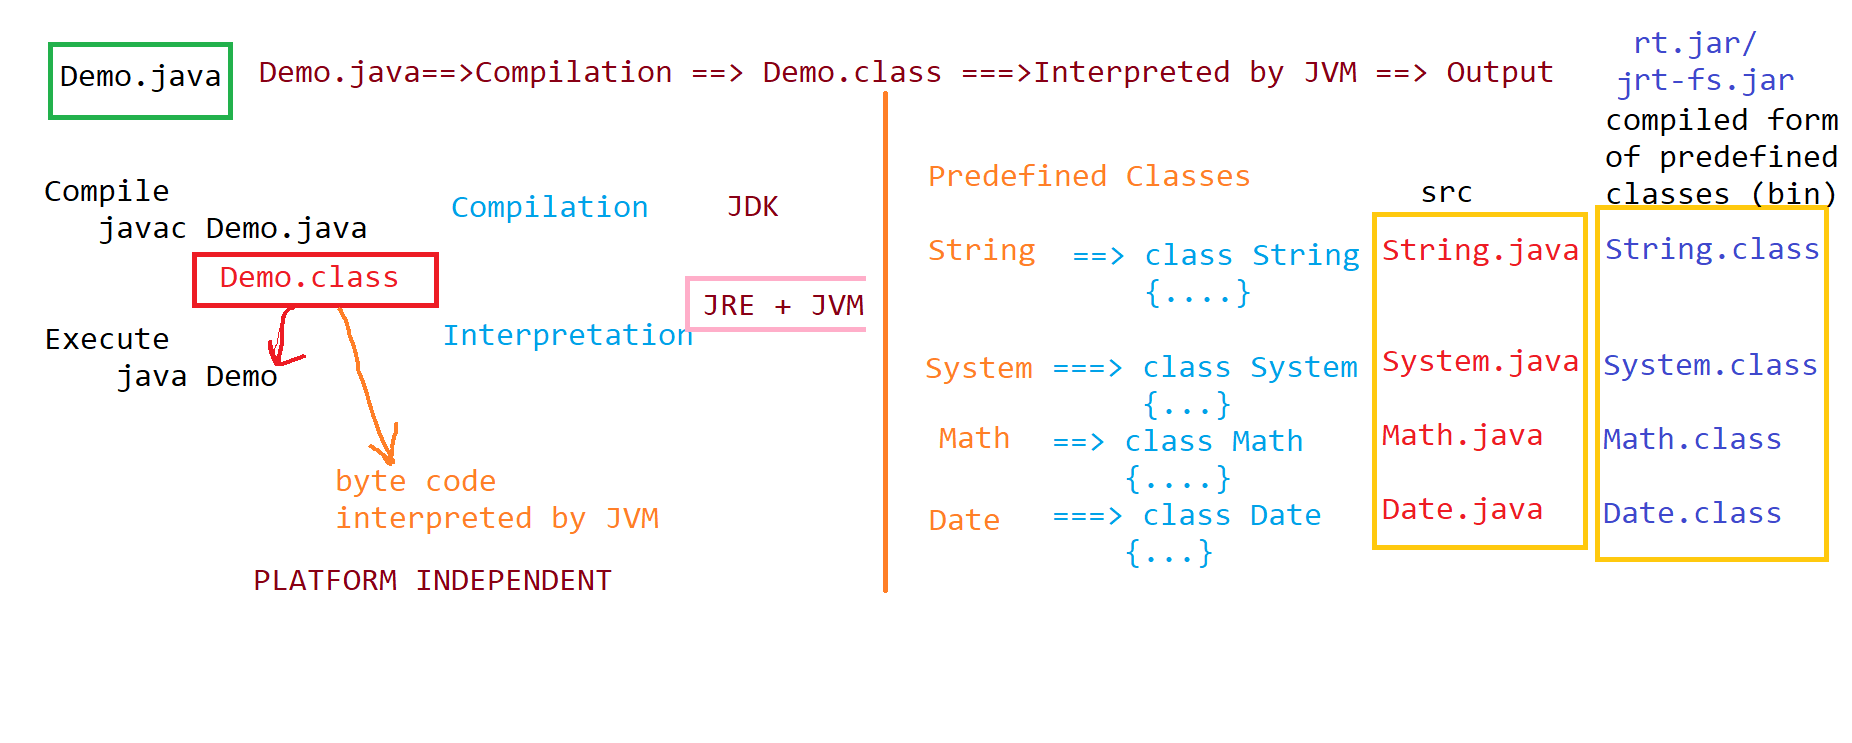 Demo.java
Demo.java==>Compilation ==> Demo.class ===>Interpreted by JVM ==> Output
rt.jar/
jrt-fs.jar
compiled form
of predefined
classes (bin)
Compile
javac Demo.java
Demo.class
Compilation
JDK
Execute
java Demo
Interpretation
JRE + JVM
byte code
interpreted by JVM
PLATFORM INDEPENDENT
Predefined Classes
src
String ==> class String
{....}
String.java
String.class
System ===> class System
{...}
System.java
System.class
Math ==> class Math
{....}
Math.java
Math.class
Date ===> class Date
{...}
Date.java
Date.class